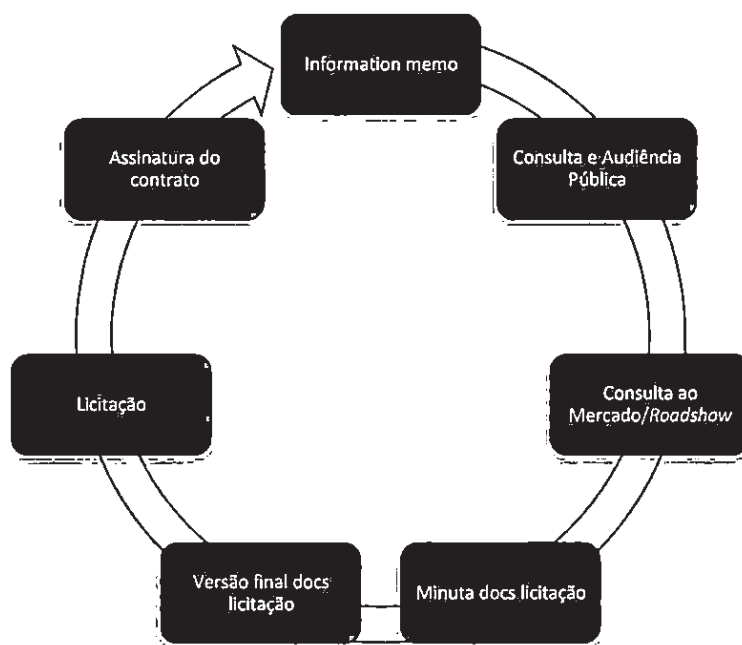 Information memo
Consulta e Audiência
Pública
Consulta ao
Mercado/Roadshow
Minuta docs licitação
Versão final docs
licitação
Licitação
Assinatura do
contrato